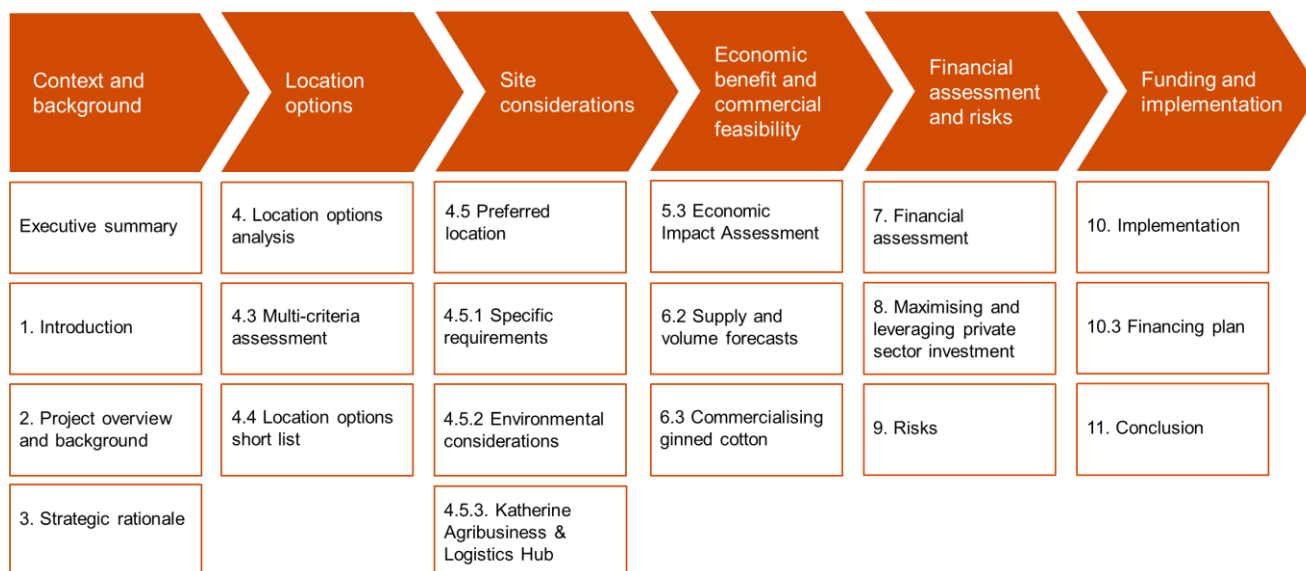 Context and
background
Location
options
Site
considerations
Economic
benefit and
commercial
feasibility
Financial
assessment
and risks
Funding and
implementation
Executive summary
4. Location options
analysis
4.5 Preferred
location
5.3 Economic
Impact Assessment
7. Financial
assessment
10. Implementation
1. Introduction
4.3 Multi-criteria
assessment
4.5.1 Specific
requirements
6.2 Supply and
volume forecasts
8. Maximising and
leveraging private
sector investment
10.3 Financing plan
2. Project overview
and background
4.4 Location options
short list
4.5.2 Environmental
considerations
6.3 Commercialising
ginned cotton
9. Risks
11. Conclusion
3. Strategic rationale
4.5.3. Katherine
Agribusiness &
Logistics Hub